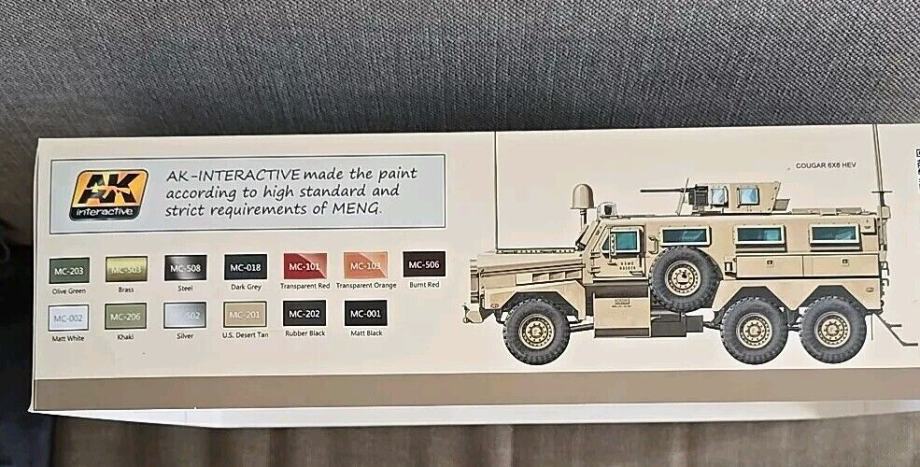 AK
interactive
AK-INTERACTIVE made the paint
according to high standard and
strict requirements of MENG.
COUGAR 6X6 HEV
MC-203 MC-503 MC-508 MC-018 MC-101 MC-103 MC-506
Olive Green Brass Steel Dark Grey Transparent Red Transparent Orange Burnt Red
MC-002 MC-206 MC-502 MC-201 MC-202 MC-001
Matt White Khaki Silver U.S. Desert Tan Rubber Black Matt Black